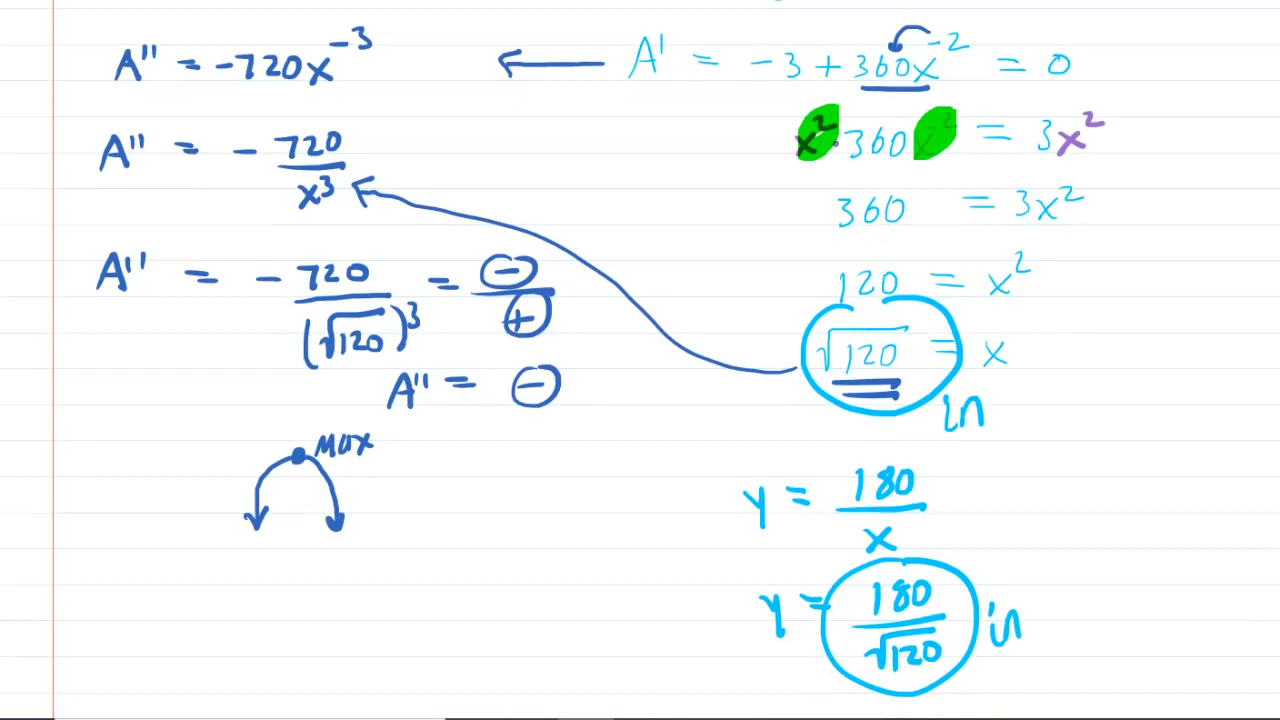 A'' = -720x⁻³
A'' = - 720/x³
A'' = - 720/(√120)³ = -/+
A'' = -
Max
A' = -3 + 360x⁻² = 0
x² · 360x⁻² = 3x²
360 = 3x²
120 = x²
√120 = x
in
y = 180/x
y = 180/√120 in